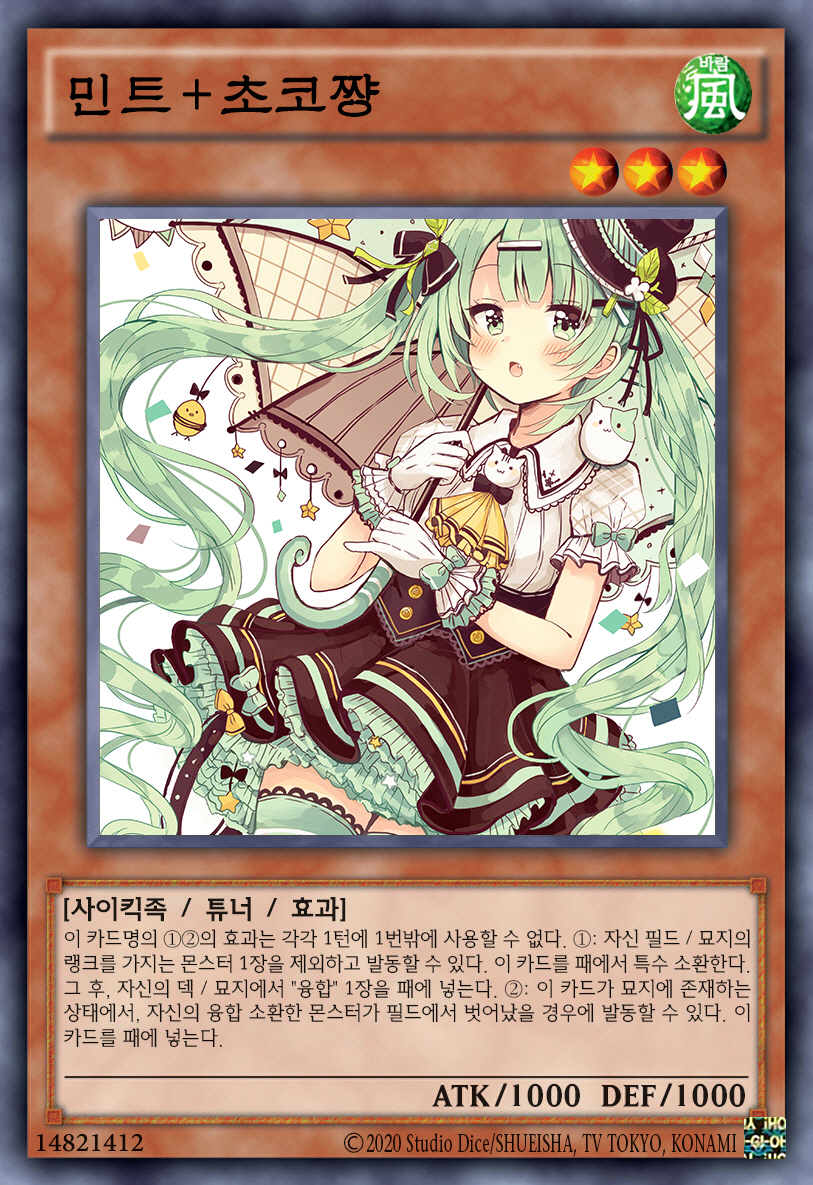 민트+초코쨩
바람
風
[사이킥족 / 튜너 / 효과]
이 카드명의 ①②의 효과는 각각 1턴에 1번밖에 사용할 수 없다. ①: 자신 필드 / 묘지의
랭크를 가지는 몬스터 1장을 제외하고 발동할 수 있다. 이 카드를 패에서 특수 소환한다.
그 후, 자신의 덱 / 묘지에서 "융합" 1장을 패에 넣는다. ②: 이 카드가 묘지에 존재하는
상태에서, 자신의 융합 소환한 몬스터가 필드에서 벗어났을 경우에 발동할 수 있다. 이
카드를 패에 넣는다.
ATK/1000 DEF/1000
14821412 ©2020 Studio Dice/SHUEISHA, TV TOKYO, KONAMI